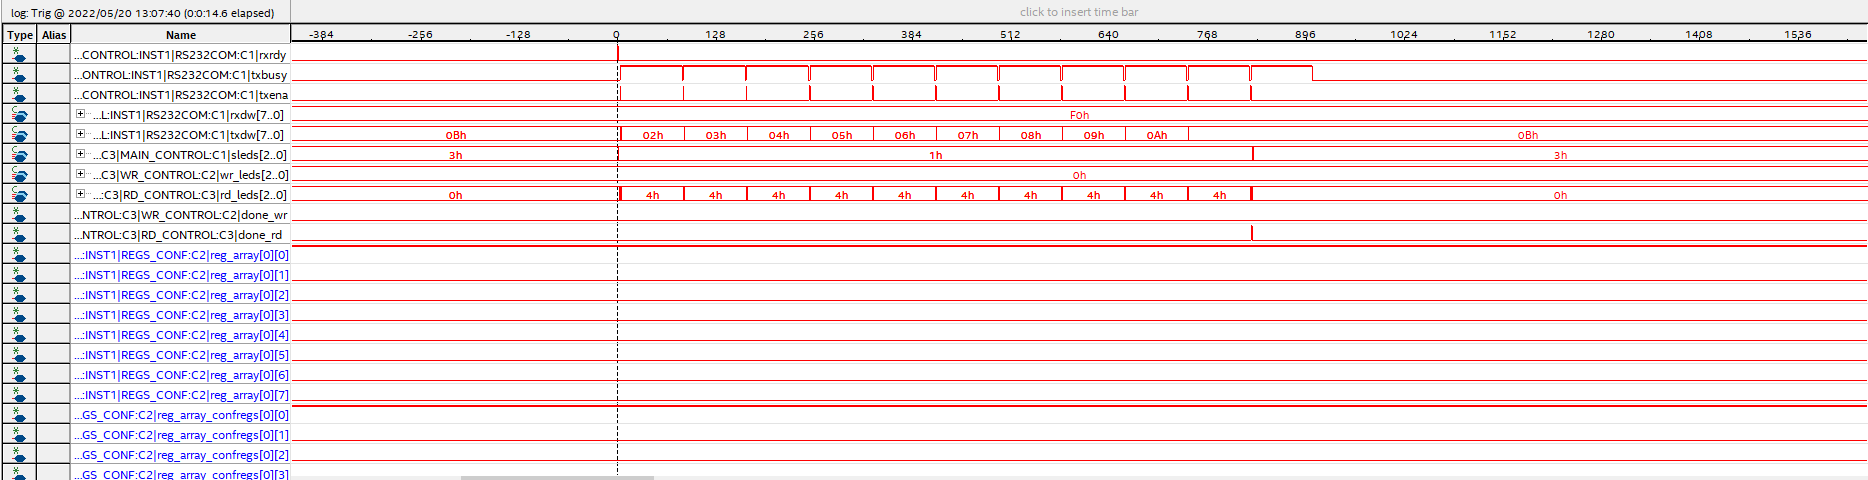 log: Trig @ 2022/05/20 13:07:40 (0:0:14.6 elapsed) click to insert time bar
Type Alias Name -384 -256 -128 0 128 256 384 512 640 768 896 1024 1152 1280 1408 1536
...CONTROL:INST1|RS232COM:C1|rxrdy
...ONTROL:INST1|RS232COM:C1|txbusy
...CONTROL:INST1|RS232COM:C1|txena
...L:INST1|RS232COM:C1|rxdw[7..0] F0h
...L:INST1|RS232COM:C1|txdw[7..0] 0Bh 02h 03h 04h 05h 06h 07h 08h 09h 0Ah 0Bh
...C3|MAIN_CONTROL:C1|sleds[2..0] 3h 1h 3h
...C3|WR_CONTROL:C2|wr_leds[2..0] 0h
...:C3|RD_CONTROL:C3|rd_leds[2..0] 0h 4h 4h 4h 4h 4h 4h 4h 4h 4h 4h 0h
...NTROL:C3|WR_CONTROL:C2|done_wr
...NTROL:C3|RD_CONTROL:C3|done_rd
...:INST1|REGS_CONF:C2|reg_array[0][0]
...:INST1|REGS_CONF:C2|reg_array[0][1]
...:INST1|REGS_CONF:C2|reg_array[0][2]
...:INST1|REGS_CONF:C2|reg_array[0][3]
...:INST1|REGS_CONF:C2|reg_array[0][4]
...:INST1|REGS_CONF:C2|reg_array[0][5]
...:INST1|REGS_CONF:C2|reg_array[0][6]
...:INST1|REGS_CONF:C2|reg_array[0][7]
...GS_CONF:C2|reg_array_confregs[0][0]
...GS_CONF:C2|reg_array_confregs[0][1]
...GS_CONF:C2|reg_array_confregs[0][2]
...GS_CONF:C2|reg_array_confregs[0][3]